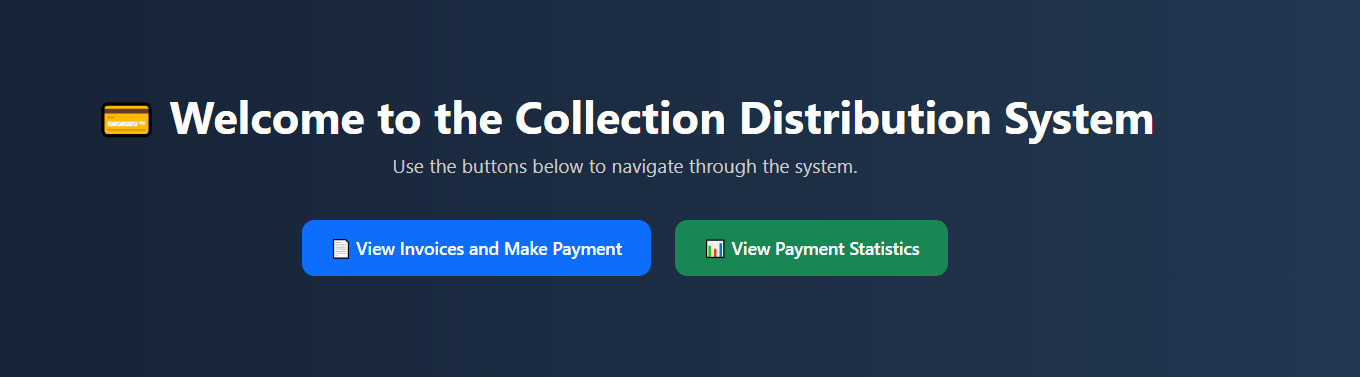 Welcome to the Collection Distribution System
Use the buttons below to navigate through the system.
View Invoices and Make Payment
View Payment Statistics